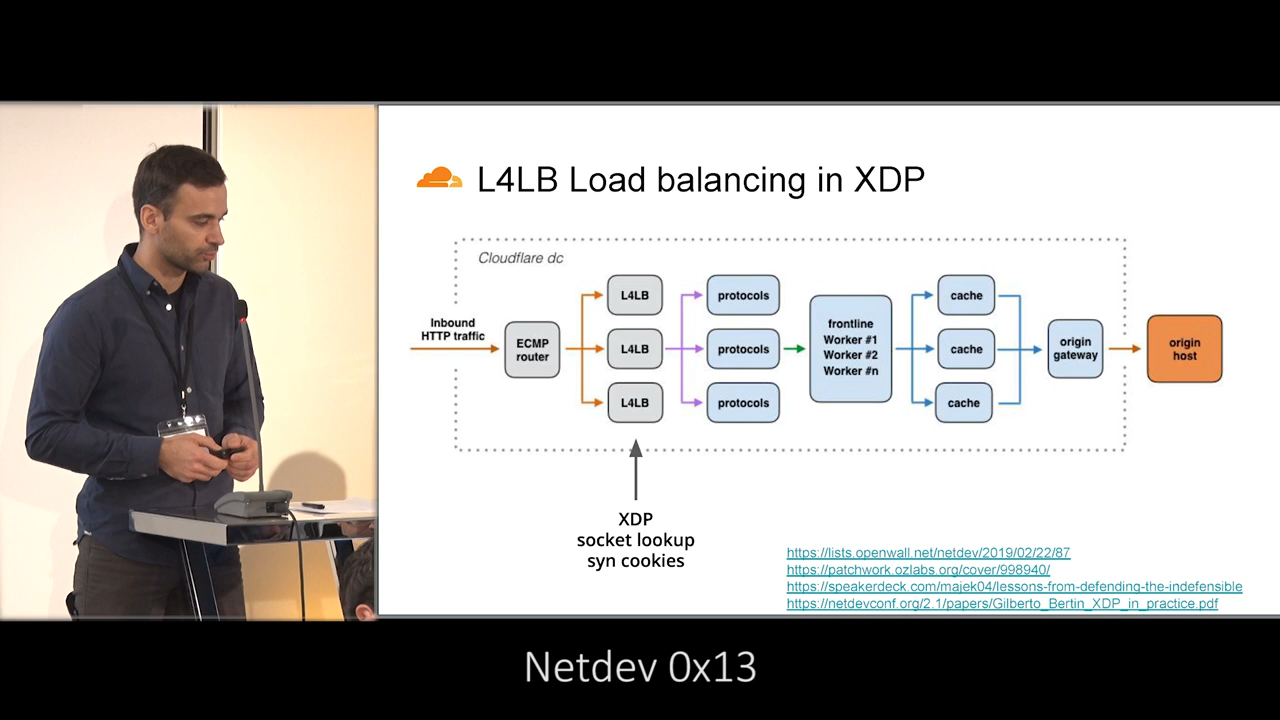 L4LB Load balancing in XDP
Cloudflare dc
Inbound
HTTP traffic
ECMP
router
L4LB
L4LB
L4LB
protocols
protocols
protocols
frontline
Worker #1
Worker #2
Worker #n
cache
cache
cache
origin
gateway
origin
host
XDP
socket lookup
syn cookies
https://lists.openwall.net/netdev/2019/02/22/87
https://patchwork.ozlabs.org/cover/998940/
https://speakerdeck.com/majek04/lessons-from-defending-the-indefensible
https://netdevconf.org/2.1/papers/Gilberto_Bertin_XDP_in_practice.pdf
Netdev 0x13